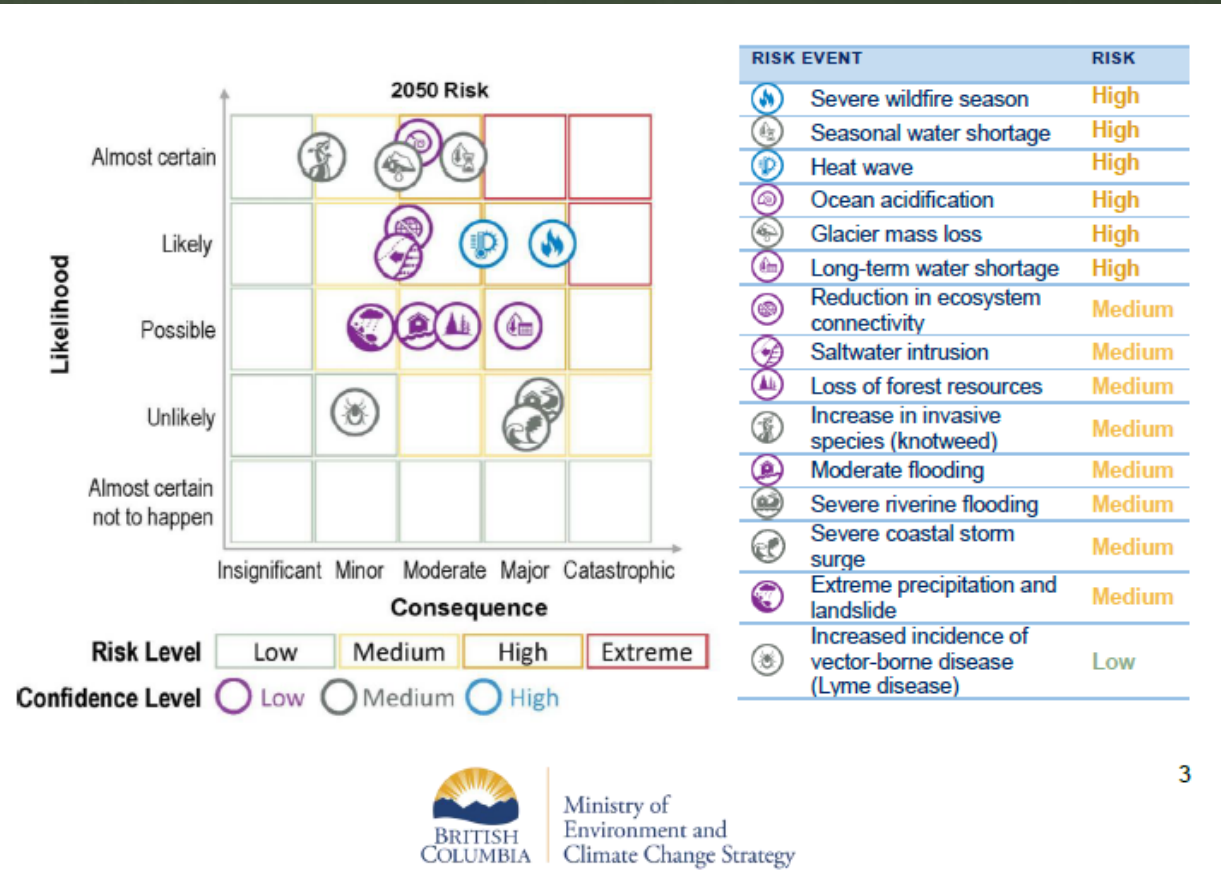 2050 Risk
Almost certain
Likely
Possible
Unlikely
Almost certain
not to happen
Likelihood
Insignificant Minor Moderate Major Catastrophic
Consequence
Risk Level Low Medium High Extreme
Confidence Level Low Medium High
RISK EVENT RISK
Severe wildfire season High
Seasonal water shortage High
Heat wave High
Ocean acidification High
Glacier mass loss High
Long-term water shortage High
Reduction in ecosystem
connectivity Medium
Saltwater intrusion Medium
Loss of forest resources Medium
Increase in invasive
species (knotweed) Medium
Moderate flooding Medium
Severe riverine flooding Medium
Severe coastal storm
surge Medium
Extreme precipitation and
landslide Medium
Increased incidence of
vector-borne disease Low
(Lyme disease)
3
BRITISH
COLUMBIA
Ministry of
Environment and
Climate Change Strategy